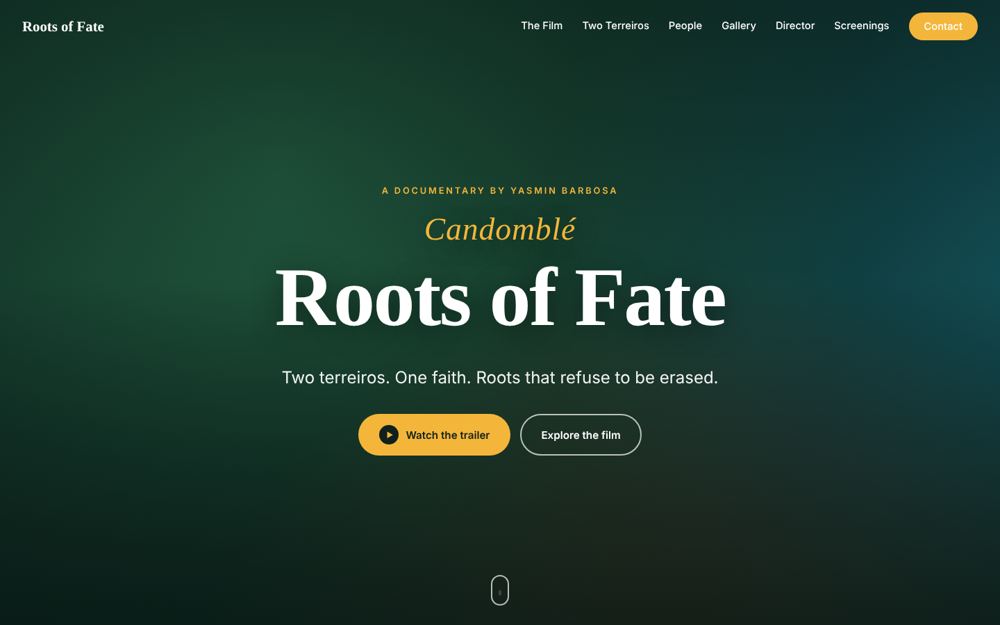 Roots of Fate
The Film Two Terreiros People Gallery Director Screenings Contact
A DOCUMENTARY BY YASMIN BARBOSA
Candomblé
Roots of Fate
Two terreiros. One faith. Roots that refuse to be erased.
Watch the trailer
Explore the film